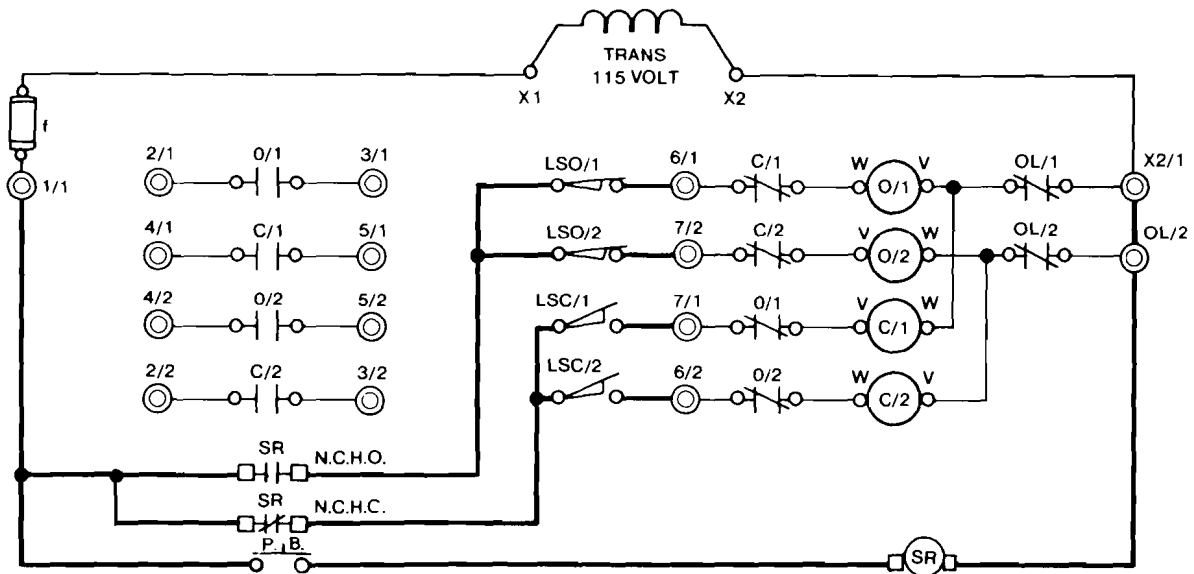 TRANS
115 VOLT
X1
X2
f
1/1
2/1
0/1
3/1
4/1
C/1
5/1
4/2
0/2
5/2
2/2
C/2
3/2
LSO/1
6/1
C/1
W
O/1
V
OL/1
X2/1
LSO/2
7/2
C/2
V
O/2
W
OL/2
OL/2
LSC/1
7/1
0/1
V
C/1
W
LSC/2
6/2
0/2
W
C/2
V
SR
N.C.H.O.
SR
N.C.H.C.
P. B.
SR